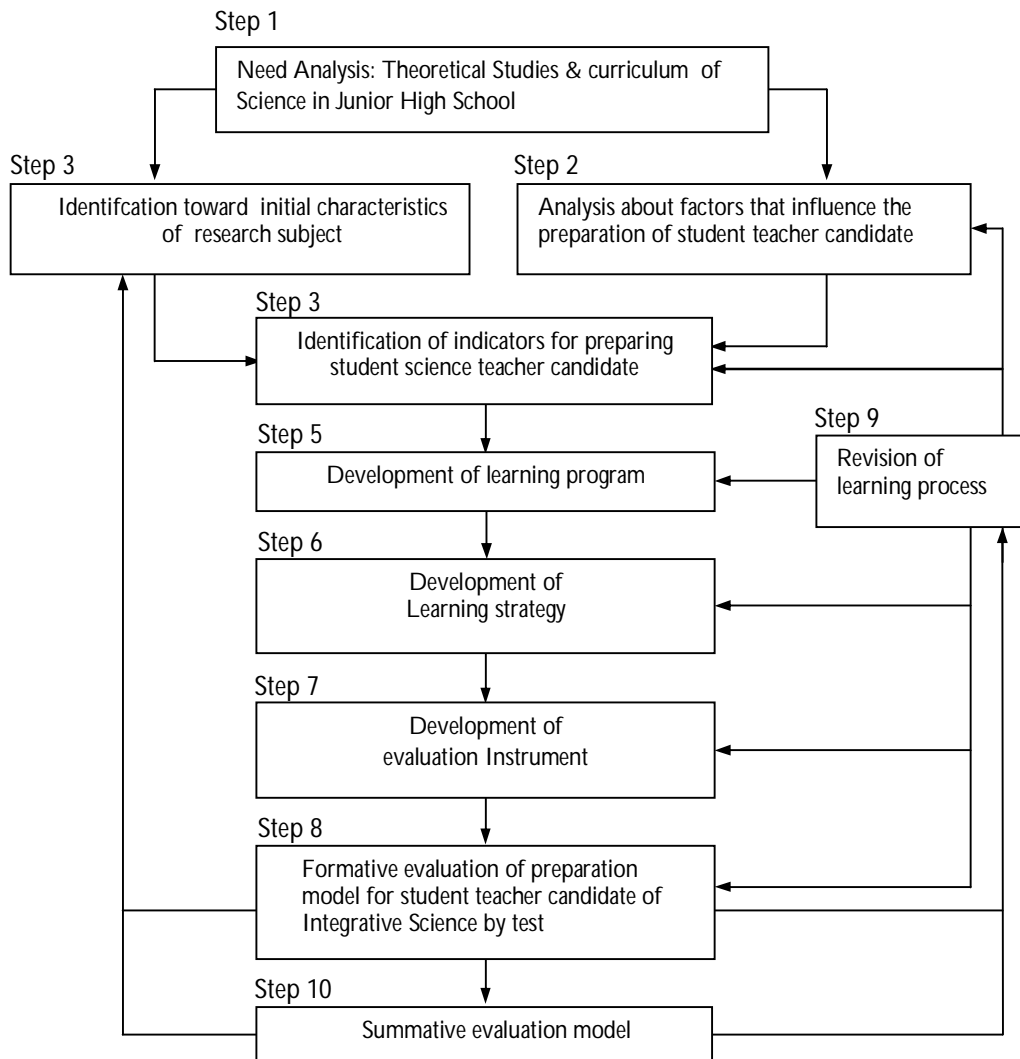 Step 1
Need Analysis: Theoretical Studies & curriculum of
Science in Junior High School
Step 3
Identifcation toward initial characteristics
of research subject
Step 2
Analysis about factors that influence the
preparation of student teacher candidate
Step 3
Identification of indicators for preparing
student science teacher candidate
Step 5
Development of learning program
Step 9
Revision of
learning process
Step 6
Development of
Learning strategy
Step 7
Development of
evaluation Instrument
Step 8
Formative evaluation of preparation
model for student teacher candidate of
Integrative Science by test
Step 10
Summative evaluation model